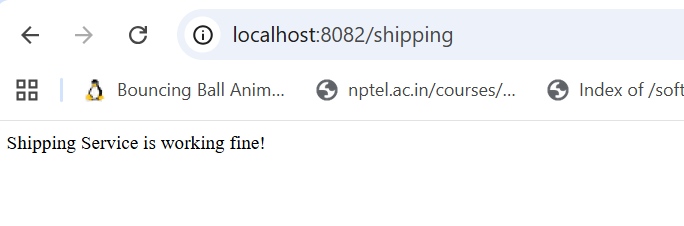 localhost:8082/shipping
Bouncing Ball Anim... nptel.ac.in/courses/... Index of /soft
Shipping Service is working fine!